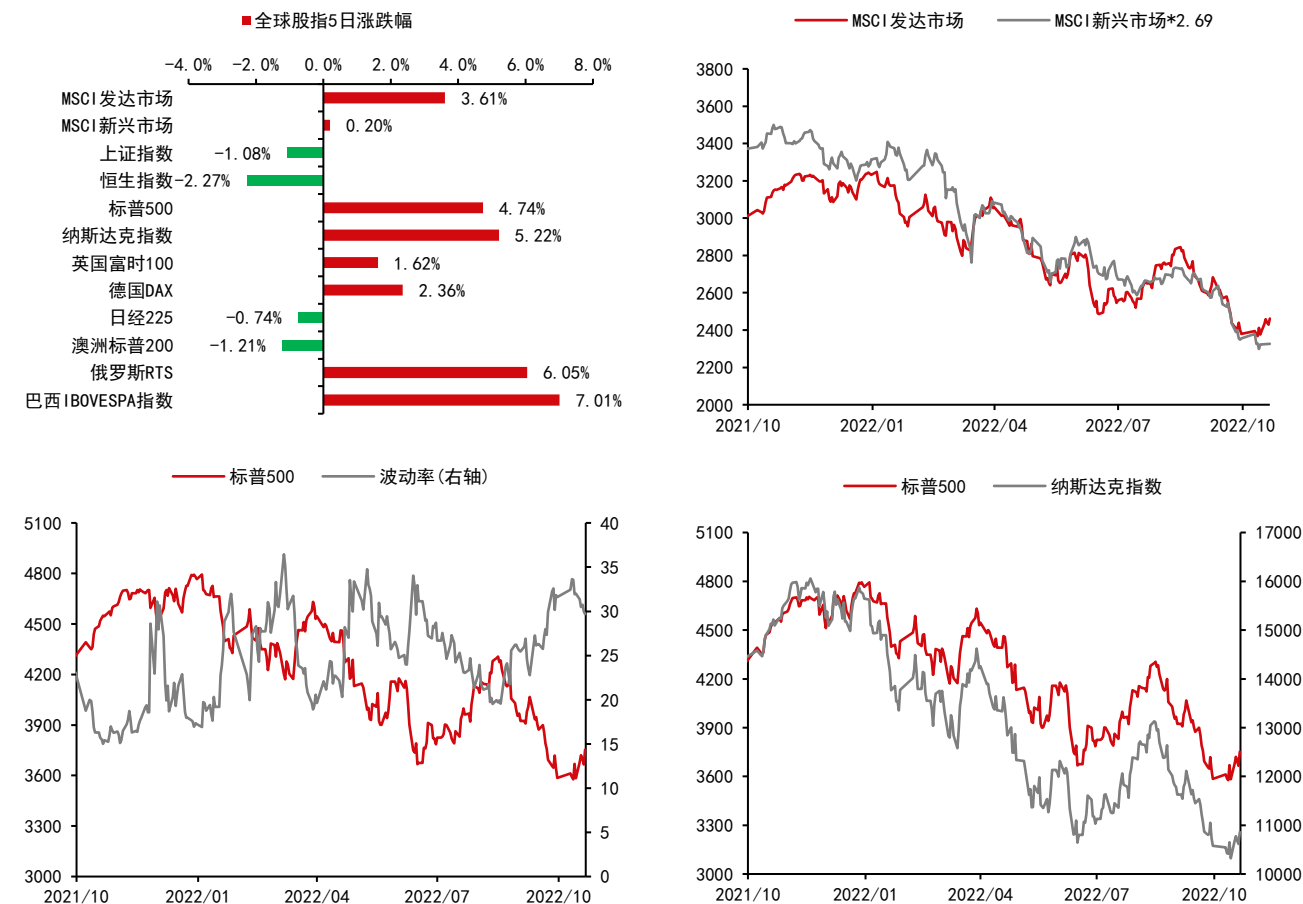 全球股指5日涨跌幅
-4.0% -2.0% 0.0% 2.0% 4.0% 6.0% 8.0%
MSCI发达市场 3.61%
MSCI新兴市场 0.20%
上证指数 -1.08%
恒生指数 -2.27%
标普500 4.74%
纳斯达克指数 5.22%
英国富时100 1.62%
德国DAX 2.36%
日经225 -0.74%
澳洲标普200 -1.21%
俄罗斯RTS 6.05%
巴西IBOVESPA指数 7.01%
MSCI发达市场 MSCI新兴市场*2.69
3800
3600
3400
3200
3000
2800
2600
2400
2200
2000
2021/10 2022/01 2022/04 2022/07 2022/10
标普500 波动率(右轴)
5100 40
4800 35
4500 30
4200 25
3900 20
3600 15
3300 10
3000 5
0
2021/10 2022/01 2022/04 2022/07 2022/10
标普500 纳斯达克指数
5100 17000
4800 16000
4500 15000
4200 14000
3900 13000
3600 12000
3300 11000
3000 10000
2021/10 2022/01 2022/04 2022/07 2022/10